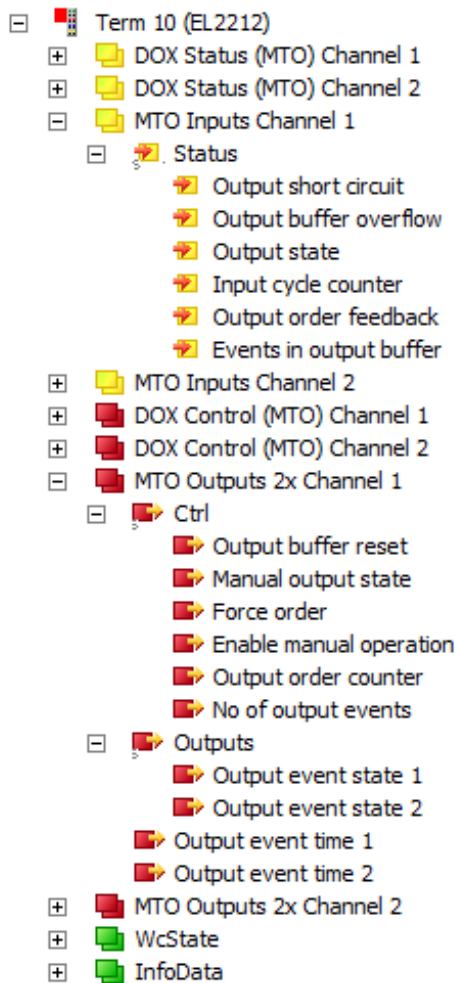 Term 10 (EL2212)
DOX Status (MTO) Channel 1
DOX Status (MTO) Channel 2
MTO Inputs Channel 1
Status
Output short circuit
Output buffer overflow
Output state
Input cycle counter
Output order feedback
Events in output buffer
MTO Inputs Channel 2
DOX Control (MTO) Channel 1
DOX Control (MTO) Channel 2
MTO Outputs 2x Channel 1
Ctrl
Output buffer reset
Manual output state
Force order
Enable manual operation
Output order counter
No of output events
Outputs
Output event state 1
Output event state 2
Output event time 1
Output event time 2
MTO Outputs 2x Channel 2
WcState
InfoData